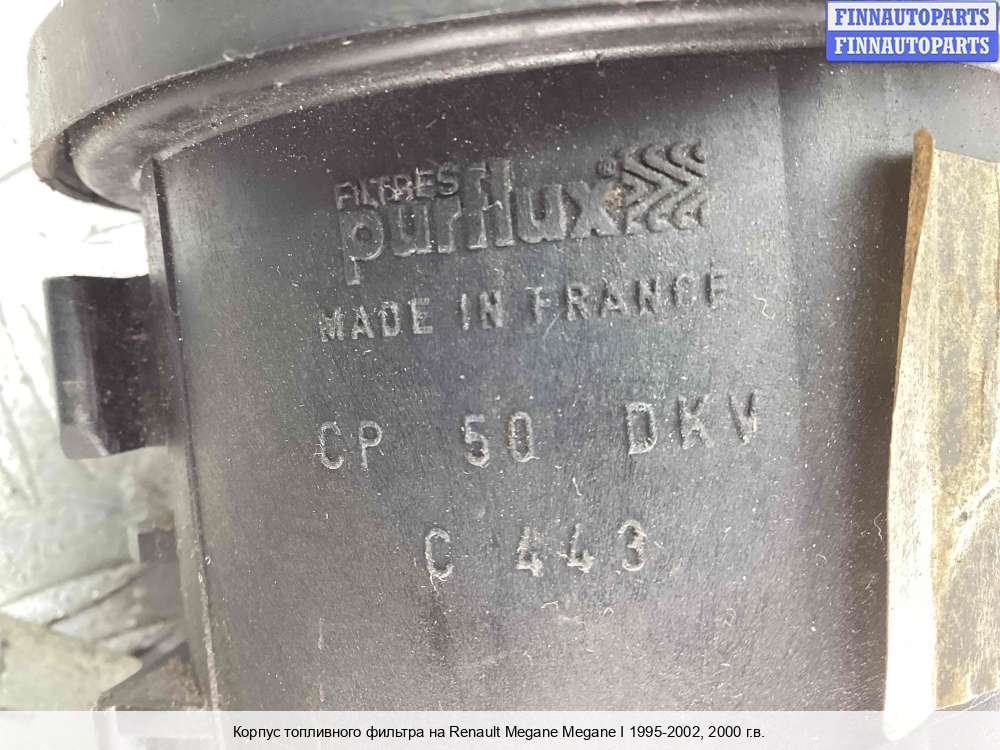 FINNAUTOPARTS
FINNAUTOPARTS
FILTRES
purflux®
MADE IN FRANCE
CP 50 DKV
C 443
Корпус топливного фильтра на Renault Megane Megane I 1995-2002, 2000 г.в.